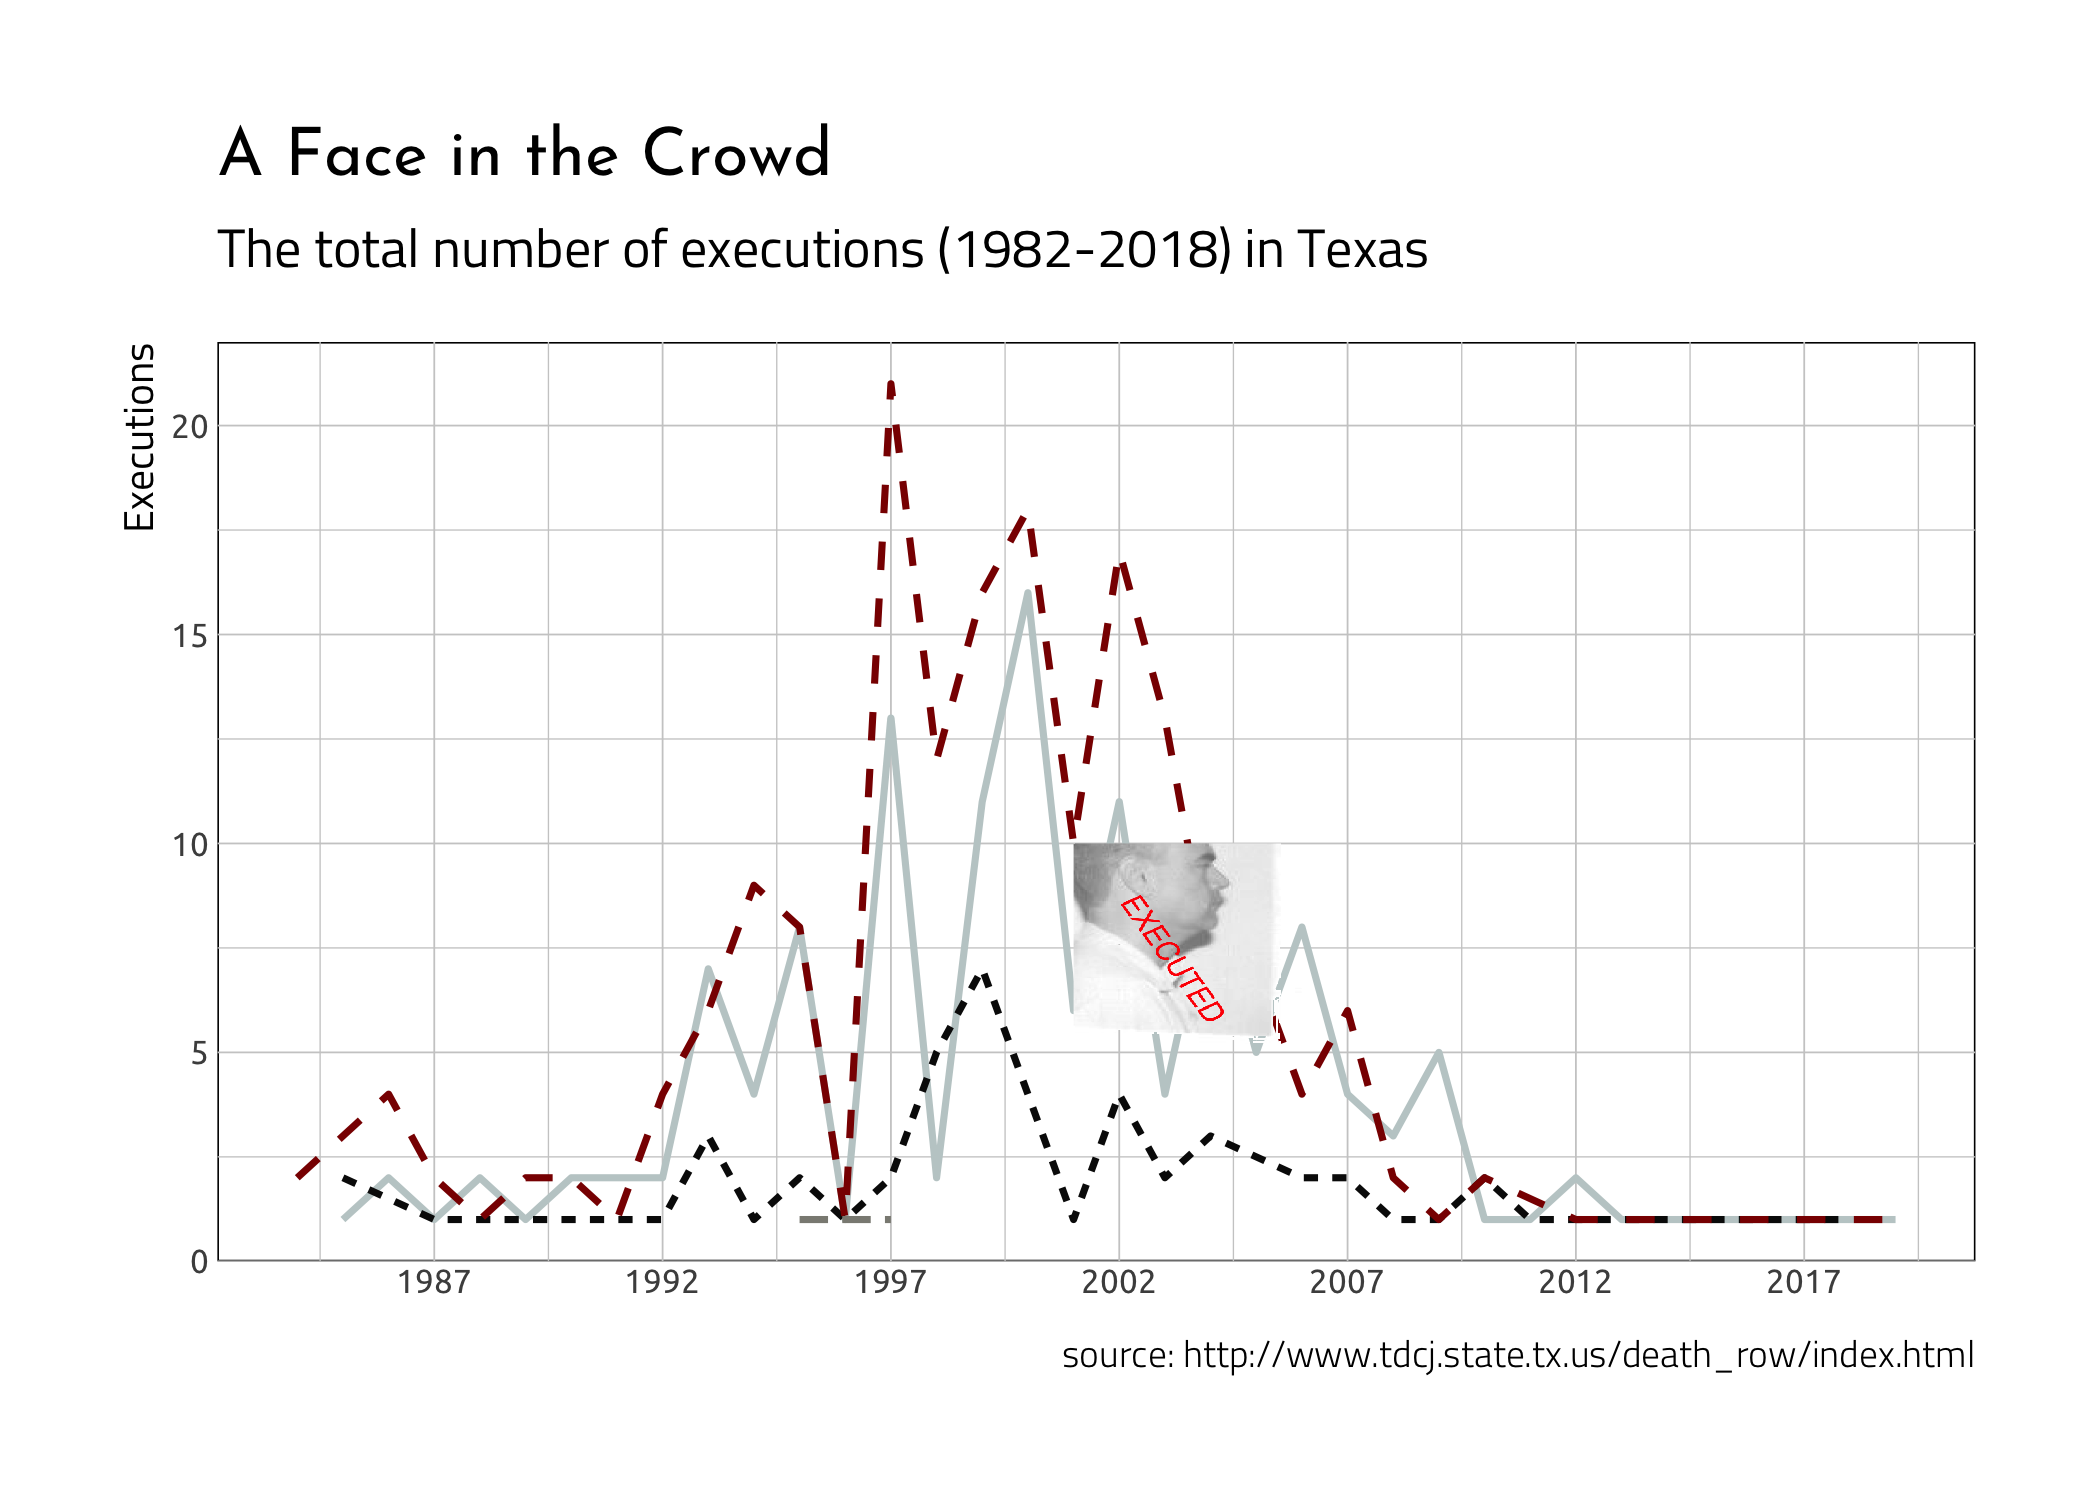 A Face in the Crowd
The total number of executions (1982-2018) in Texas
Executions
20
15
10
5
0
EXECUTED
1987 1992 1997 2002 2007 2012 2017
source: http://www.tdcj.state.tx.us/death_row/index.html